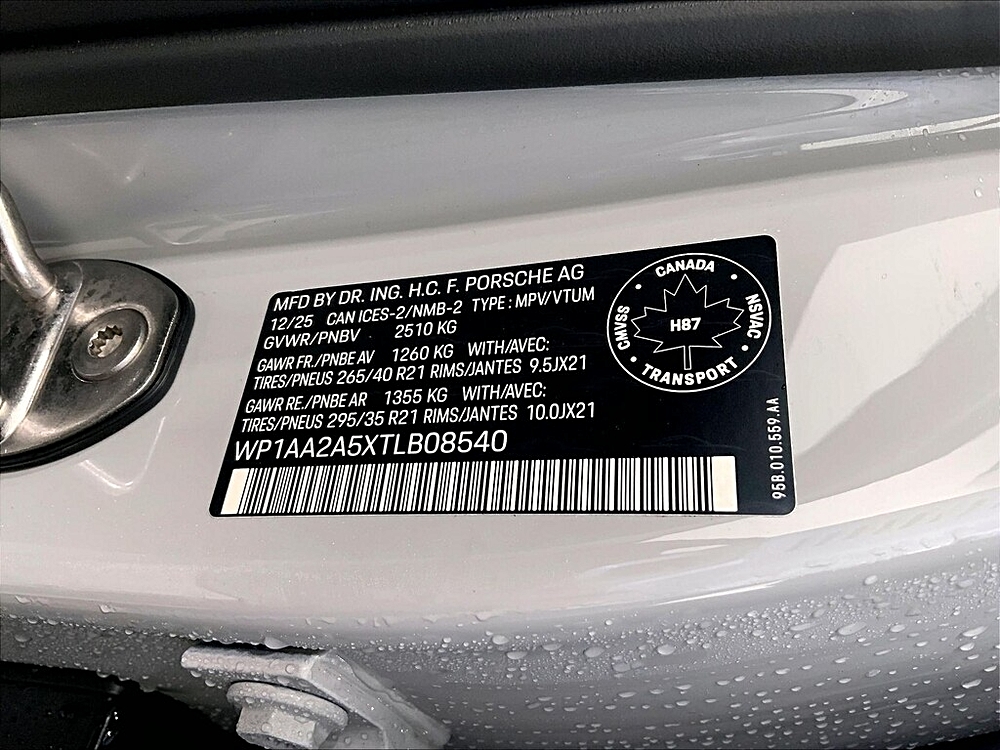 MFD BY DR. ING. H.C. F. PORSCHE AG
12/25 CAN ICES-2/NMB-2 TYPE : MPV/VTUM
GVWR/PNBV 2510 KG
GAWR FR./PNBE AV 1260 KG WITH/AVEC:
TIRES/PNEUS 265/40 R21 RIMS/JANTES 9.5JX21
GAWR RE./PNBE AR 1355 KG WITH/AVEC:
TIRES/PNEUS 295/35 R21 RIMS/JANTES 10.0JX21
WP1AA2A5XTLB08540
CANADA
CMVSS
H87
NSVAC
TRANSPORT
95B.010.559.AA